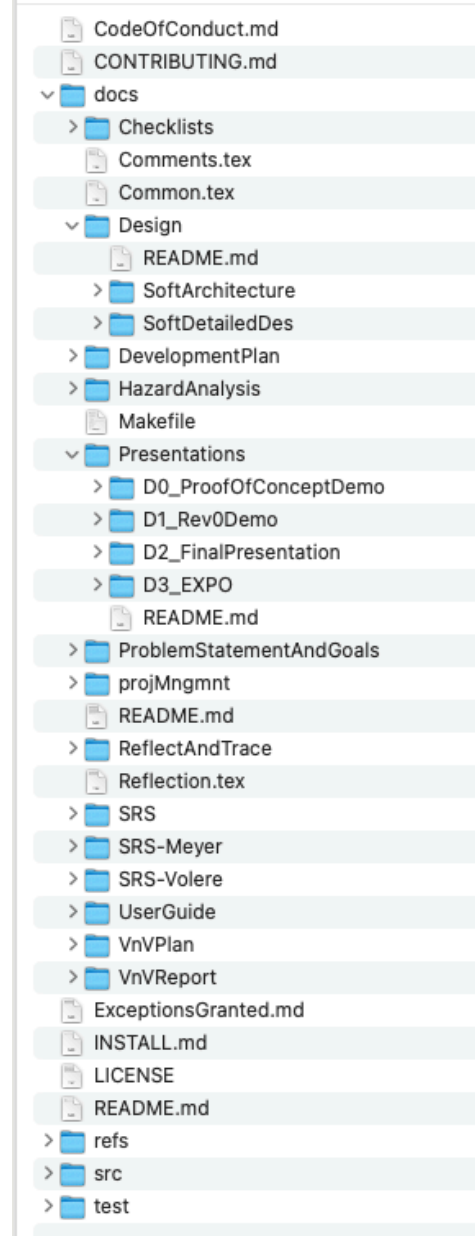 CodeOfConduct.md
CONTRIBUTING.md
docs
Checklists
Comments.tex
Common.tex
Design
README.md
SoftArchitecture
SoftDetailedDes
DevelopmentPlan
HazardAnalysis
Makefile
Presentations
D0_ProofOfConceptDemo
D1_Rev0Demo
D2_FinalPresentation
D3_EXPO
README.md
ProblemStatementAndGoals
projMngmnt
README.md
ReflectAndTrace
Reflection.tex
SRS
SRS-Meyer
SRS-Volere
UserGuide
VnVPlan
VnVReport
ExceptionsGranted.md
INSTALL.md
LICENSE
README.md
refs
src
test